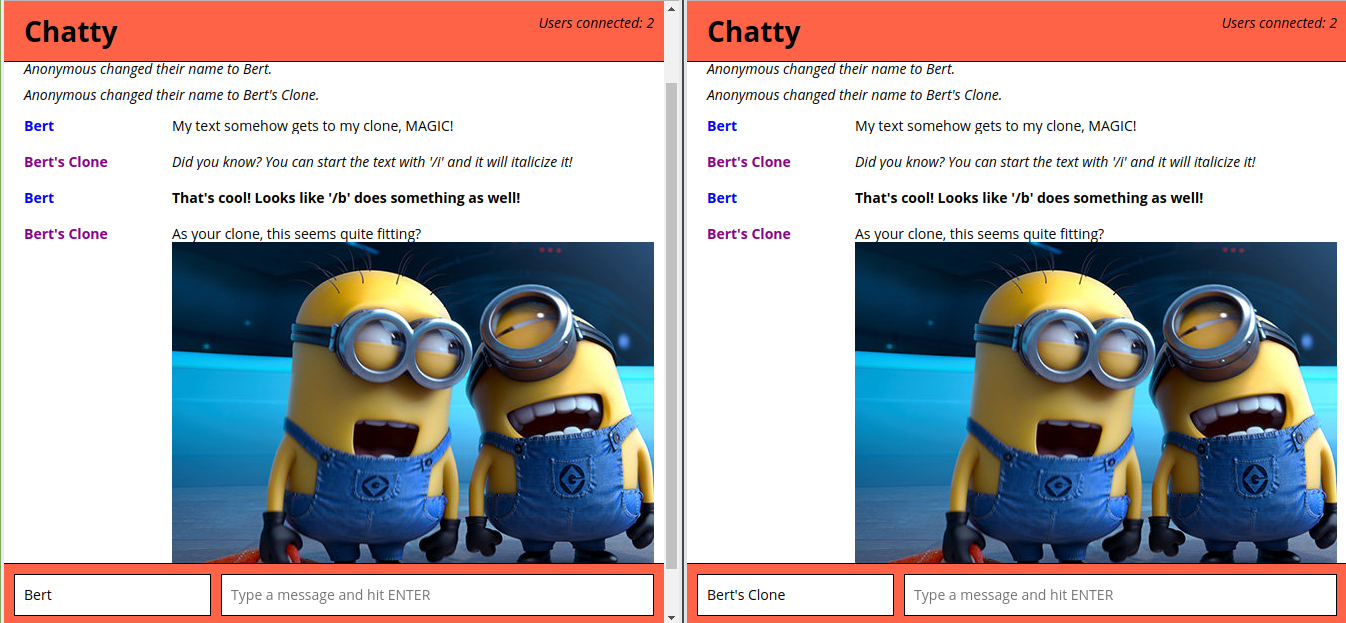 Chatty
Users connected: 2
Anonymous changed their name to Bert.
Anonymous changed their name to Bert's Clone.
Bert My text somehow gets to my clone, MAGIC!
Bert's Clone Did you know? You can start the text with '/i' and it will italicize it!
Bert That's cool! Looks like '/b' does something as well!
Bert's Clone As your clone, this seems quite fitting?
Bert Type a message and hit ENTER
Chatty
Users connected: 2
Anonymous changed their name to Bert.
Anonymous changed their name to Bert's Clone.
Bert My text somehow gets to my clone, MAGIC!
Bert's Clone Did you know? You can start the text with '/i' and it will italicize it!
Bert That's cool! Looks like '/b' does something as well!
Bert's Clone As your clone, this seems quite fitting?
Bert's Clone Type a message and hit ENTER